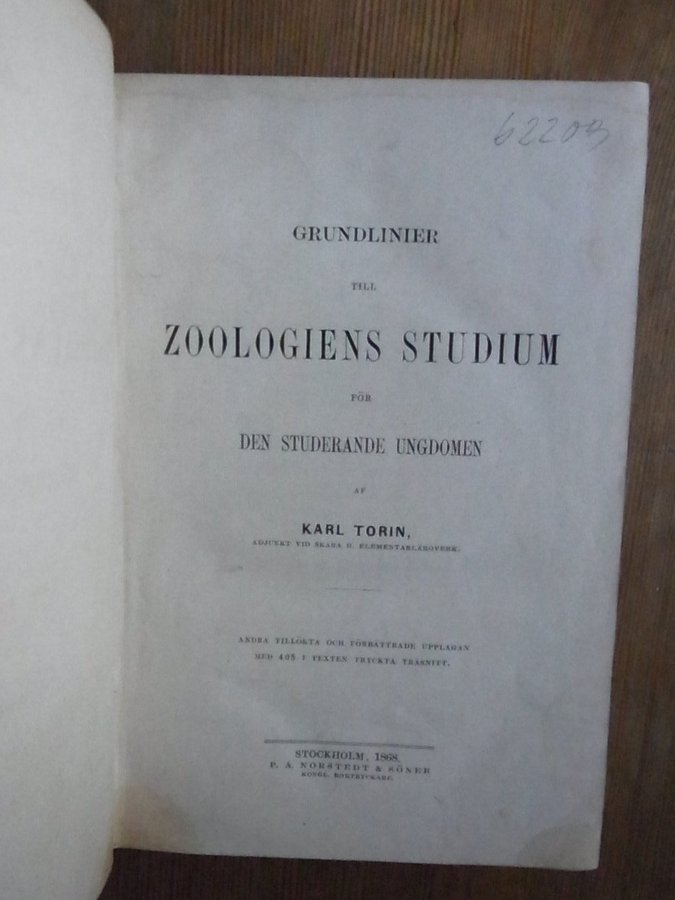 GRUNDLINIER
TILL
ZOOLOGIENS STUDIUM
FÖR
DEN STUDERANDE UNGDOMEN
AF
KARL TORIN,
ADJUNKT VID SKARA H. ELEMENTARLÄROVERK.
ANDRA TILLÖKTA OCH FÖRBÄTTRADE UPPLAGAN
MED 405 I TEXTEN TRYCKTA TRÄSNITT.
STOCKHOLM, 1868.
P. A. NORSTEDT & SÖNER
KONGL. BOKTRYCKARE.